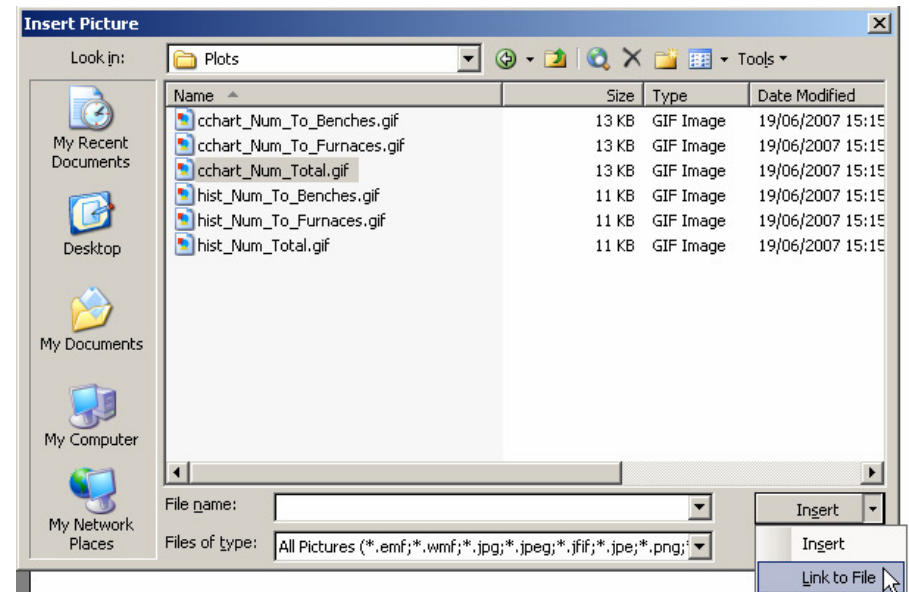 Insert Picture
Look in: Plots Tools
Name Size Type Date Modified
cchart_Num_To_Benches.gif 13 KB GIF Image 19/06/2007 15:15
cchart_Num_To_Furnaces.gif 13 KB GIF Image 19/06/2007 15:15
cchart_Num_Total.gif 13 KB GIF Image 19/06/2007 15:15
hist_Num_To_Benches.gif 11 KB GIF Image 19/06/2007 15:15
hist_Num_To_Furnaces.gif 11 KB GIF Image 19/06/2007 15:15
hist_Num_Total.gif 11 KB GIF Image 19/06/2007 15:15
My Recent
Documents
Desktop
My Documents
My Computer
My Network
Places
File name:
Insert
Files of type: All Pictures (*.emf;*.wmf;*.jpg;*.jpeg;*.jfif;*.jpe;*.png;*
Insert
Link to File